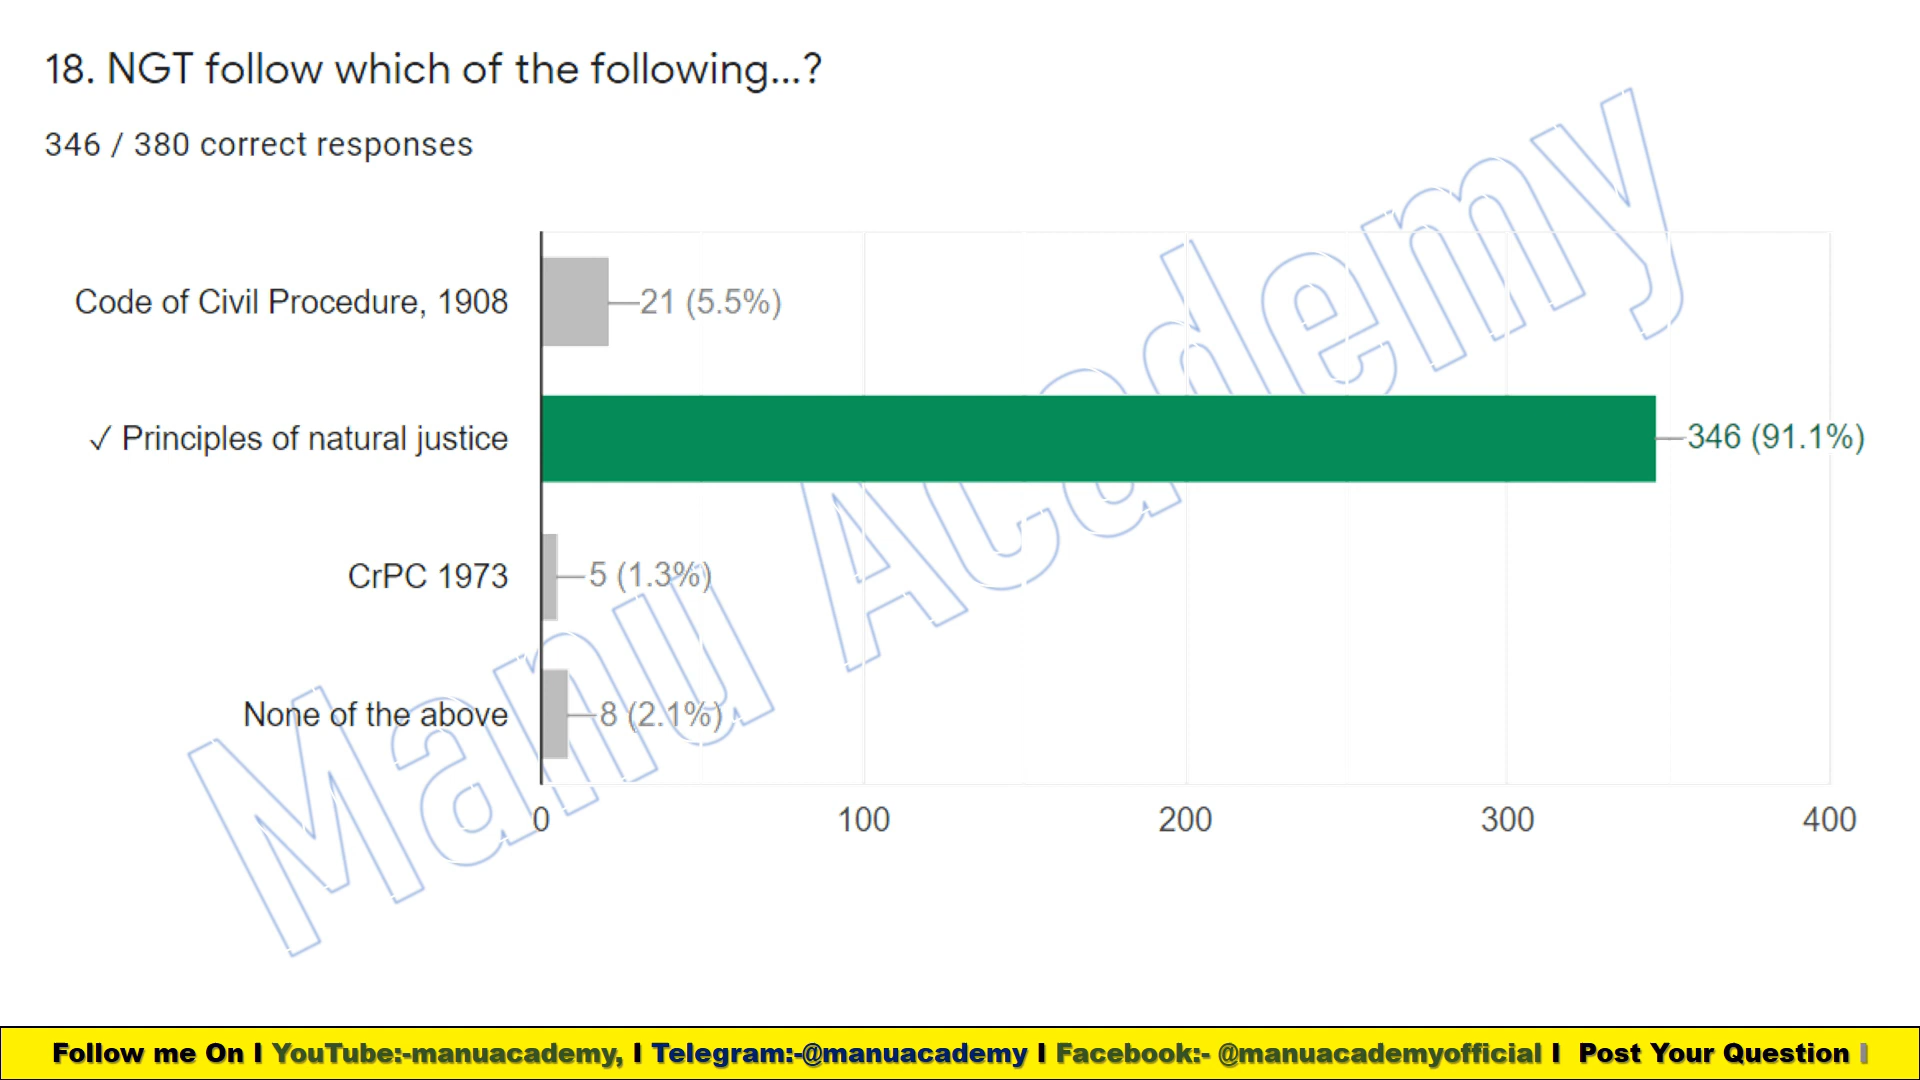 18. NGT follow which of the following...?
346 / 380 correct responses
Code of Civil Procedure, 1908
21 (5.5%)
✓ Principles of natural justice
346 (91.1%)
CrPC 1973
5 (1.3%)
None of the above
8 (2.1%)
0 100 200 300 400
Manu Academy
Follow me On I YouTube:-manuacademy, I Telegram:-@manuacademy I Facebook:- @manuacademyofficial I Post Your Question I